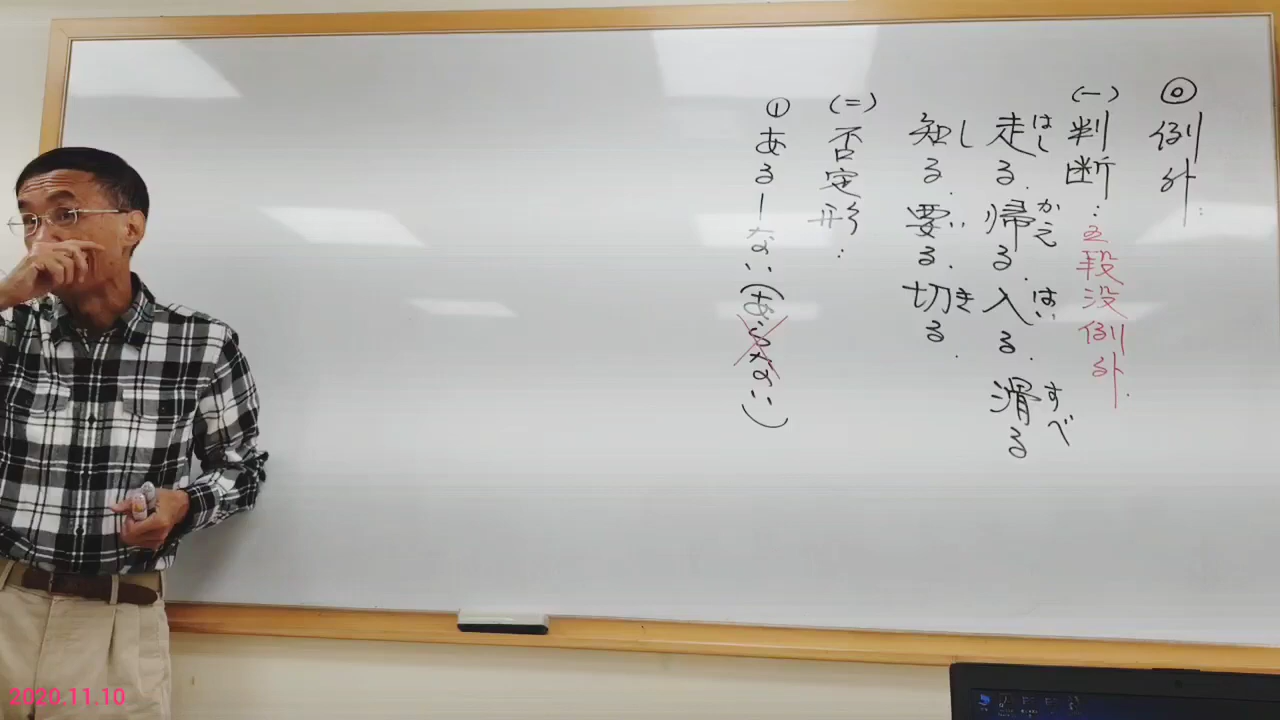 ◎例外:
(一)判断:五段没例外.
はし かえ はい すべ
走る.帰る.入る.滑る
し い き
知る.要る.切る.
(二)否定形:
①ある—ない(あらない)
2020.11.10